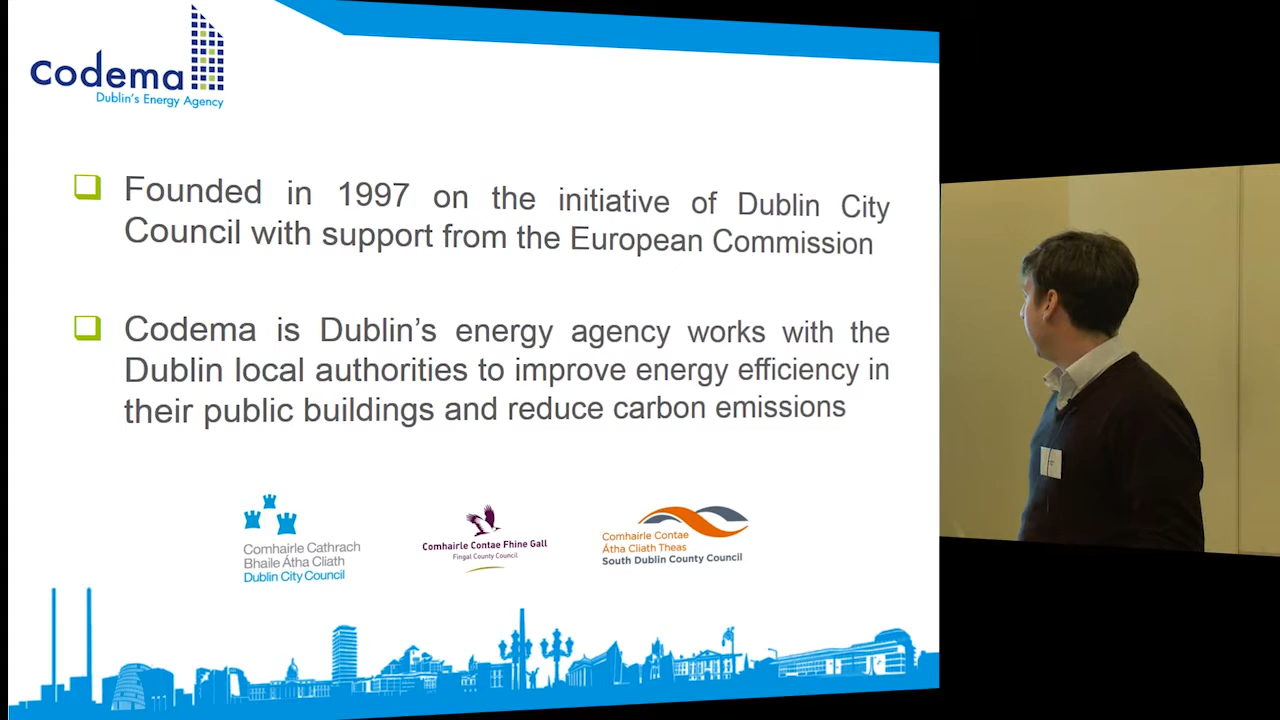 codema
Dublin's Energy Agency
Founded in 1997 on the initiative of Dublin City
Council with support from the European Commission
Codema is Dublin’s energy agency works with the
Dublin local authorities to improve energy efficiency in
their public buildings and reduce carbon emissions
Comhairle Cathrach
Bhaile Átha Cliath
Dublin City Council
Comhairle Contae Fhine Gall
Fingal County Council
Comhairle Contae
Átha Cliath Theas
South Dublin County Council